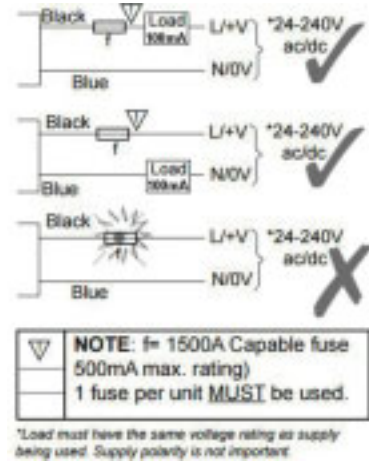 Black
Load
100mA
f
L/+V
*24-240V
ac/dc
N/0V
Blue
Black
f
L/+V
*24-240V
ac/dc
Load
100mA
N/0V
Blue
Black
L/+V
*24-240V
ac/dc
N/0V
Blue
NOTE: f= 1500A Capable fuse
500mA max. rating)
1 fuse per unit MUST be used.
*Load must have the same voltage rating as supply
being used. Supply polarity is not important